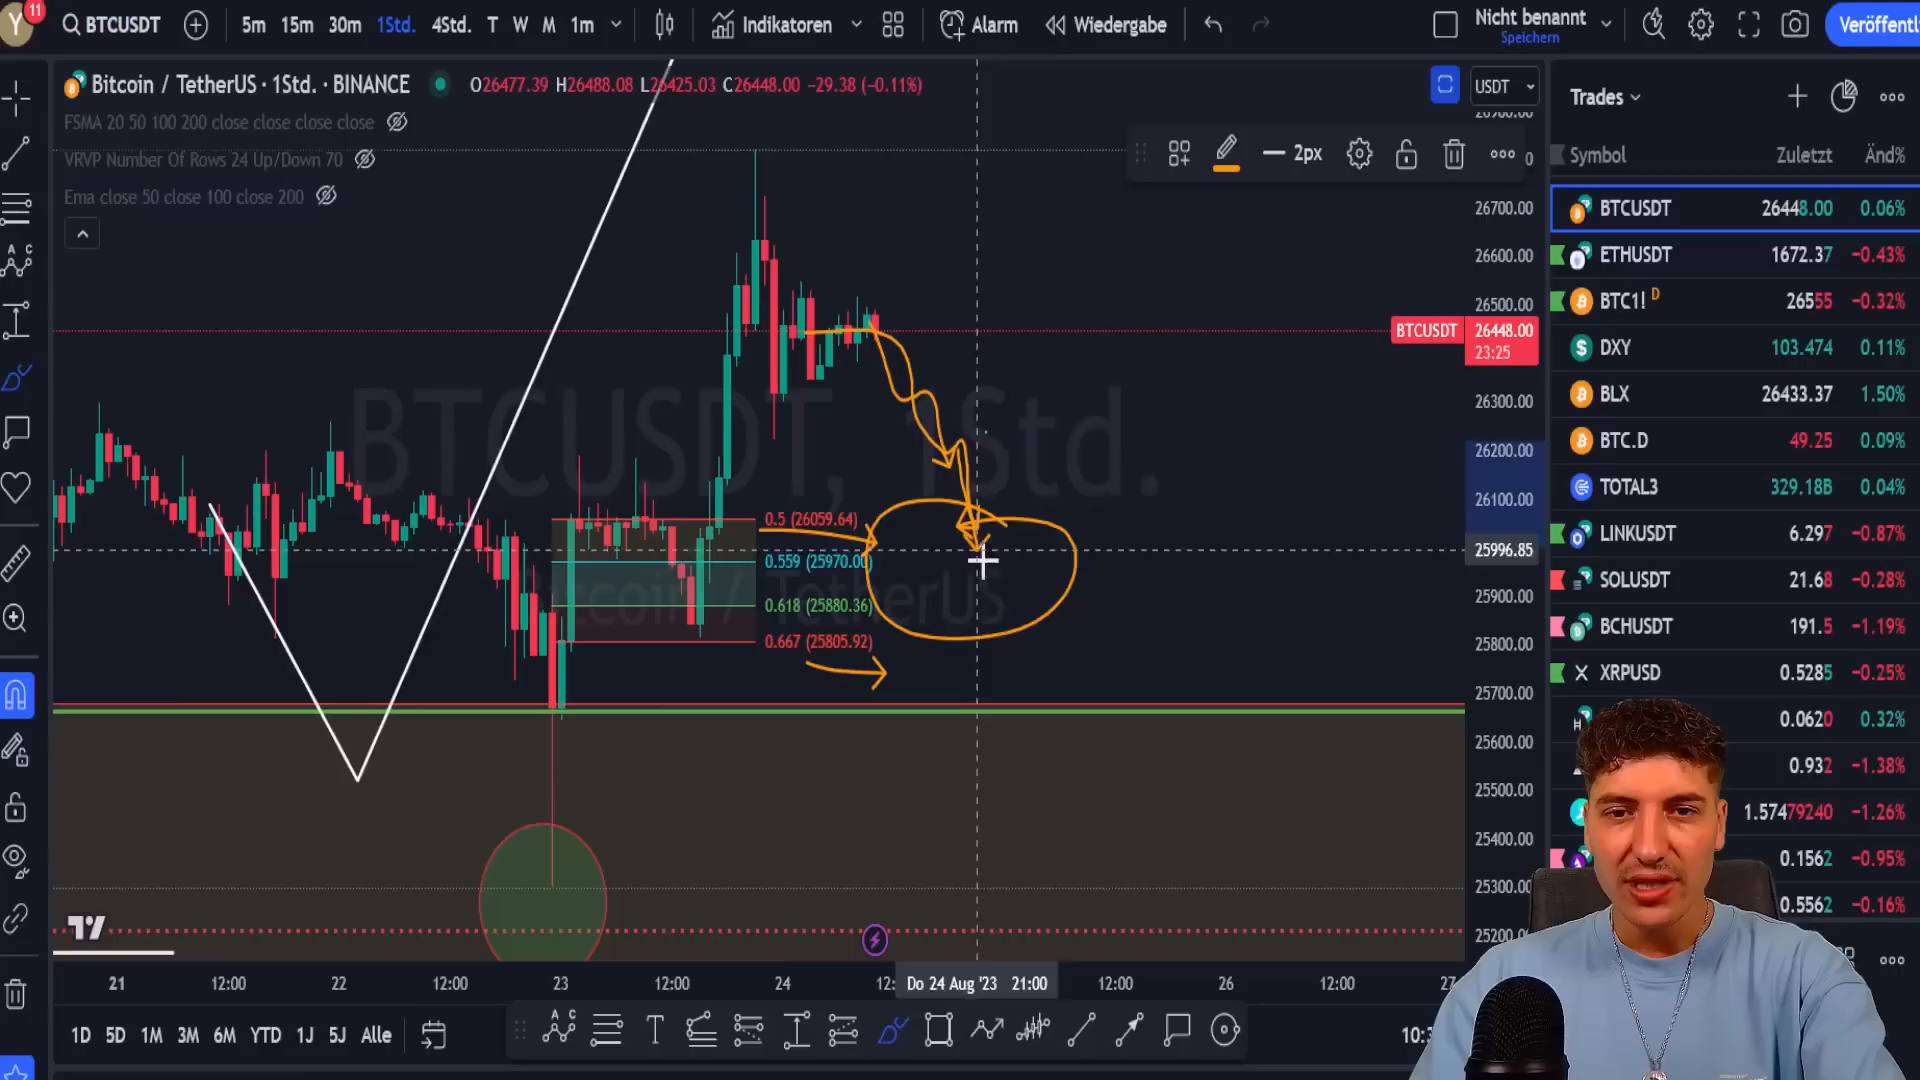 Y 11 BTCUSDT 5m 15m 30m 1Std. 4Std. T W M 1m Indikatoren Alarm Wiedergabe Nicht benannt Speichern Veröffentl
Bitcoin / TetherUS · 1Std. · BINANCE O26477.39 H26488.08 L26425.03 C26448.00 −29.38 (−0.11%) USDT
FSMA 20 50 100 200 close close close close
VRVP Number Of Rows 24 Up/Down 70
Ema close 50 close 100 close 200
2px
BTCUSDT, 1Std.
Bitcoin / TetherUS
0.5 (26059.64)
0.559 (25970.00)
0.618 (25880.36)
0.667 (25805.92)
26700.00
26600.00
26500.00
BTCUSDT 26448.00
23:25
26300.00
26200.00
26100.00
25996.85
25900.00
25800.00
25700.00
25600.00
25500.00
25400.00
25300.00
25200
Trades
Symbol Zuletzt Änd%
BTCUSDT 26448.00 0.06%
ETHUSDT 1672.37 −0.43%
BTC1! D 26555 −0.32%
DXY 103.474 0.11%
BLX 26433.37 1.50%
BTC.D 49.25 0.09%
TOTAL3 329.18B 0.04%
LINKUSDT 6.297 −0.87%
SOLUSDT 21.68 −0.28%
BCHUSDT 191.5 −1.19%
XRPUSD 0.5285 −0.25%
0.0620 0.32%
0.932 −1.38%
1.57479240 −1.26%
0.1562 −0.95%
0.5562 −0.16%
21 12:00 22 12:00 23 12:00 24 12: Do 24 Aug '23 21:00 12:00 26 12:00 27
1D 5D 1M 3M 6M YTD 1J 5J Alle 10:3